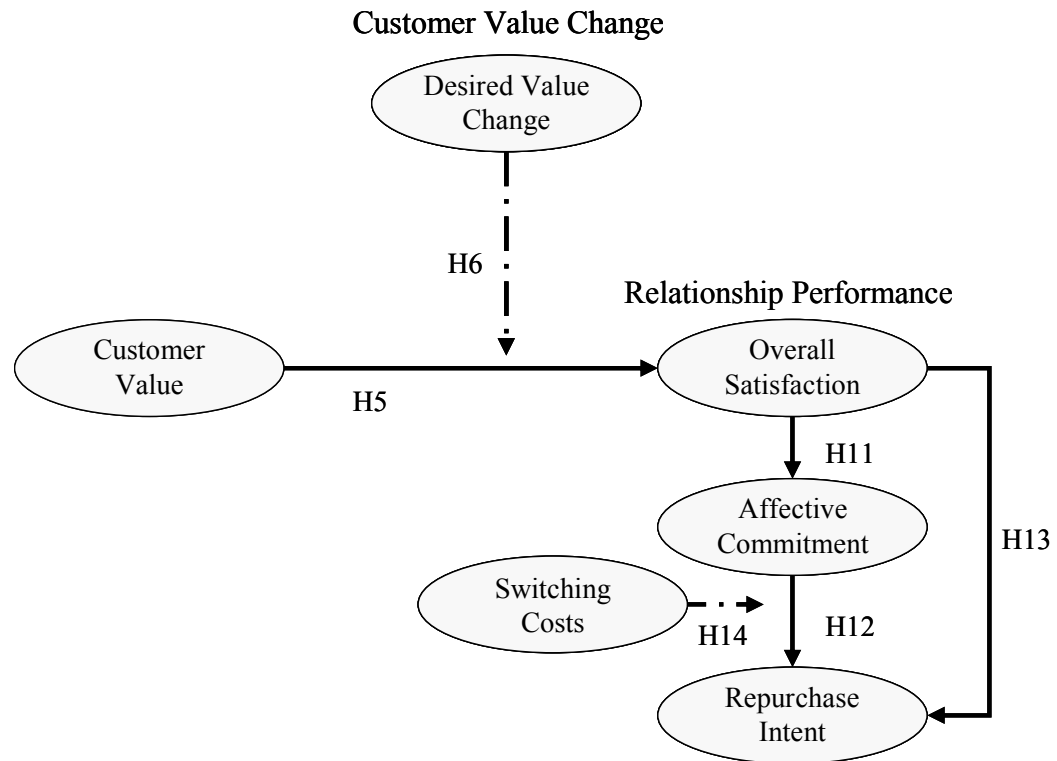 Customer Value Change
Desired Value
Change
H6
Relationship Performance
Customer
Value
H5
Overall
Satisfaction
H11
Affective
Commitment
H13
Switching
Costs
H14
H12
Repurchase
Intent